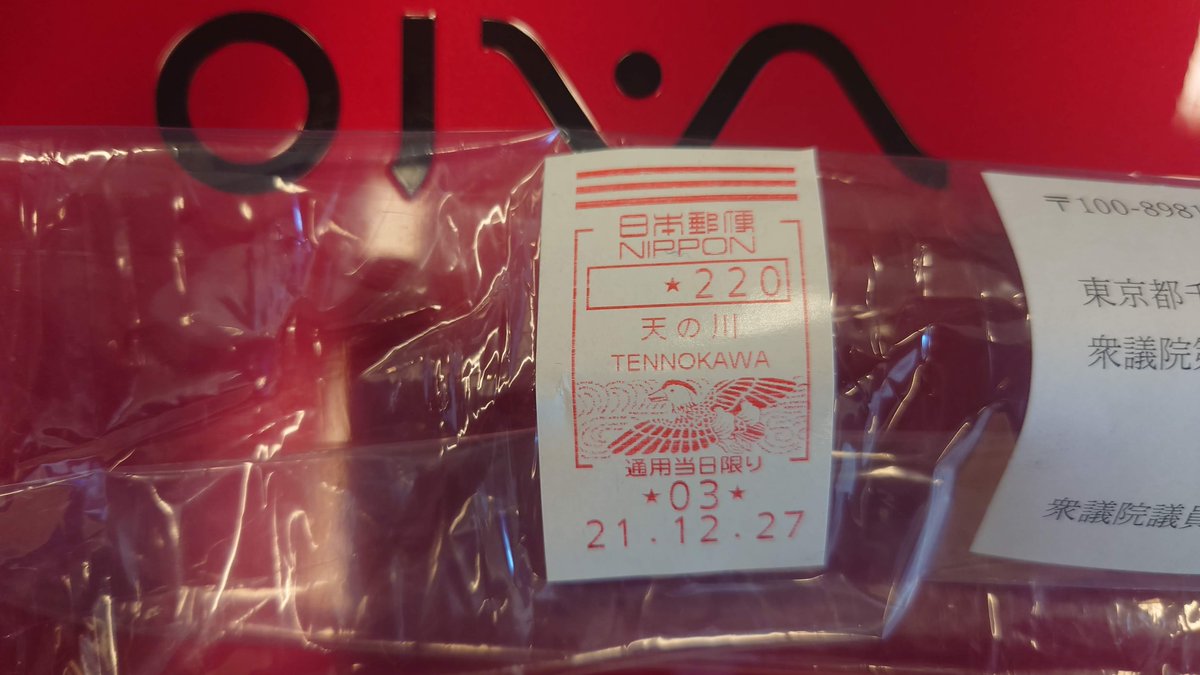 VAIO
日本郵便
NIPPON
★220
天の川
TENNOKAWA
通用当日限り
★03★
21.12.27
〒100-898
東京都千
衆議院第
衆議院議員